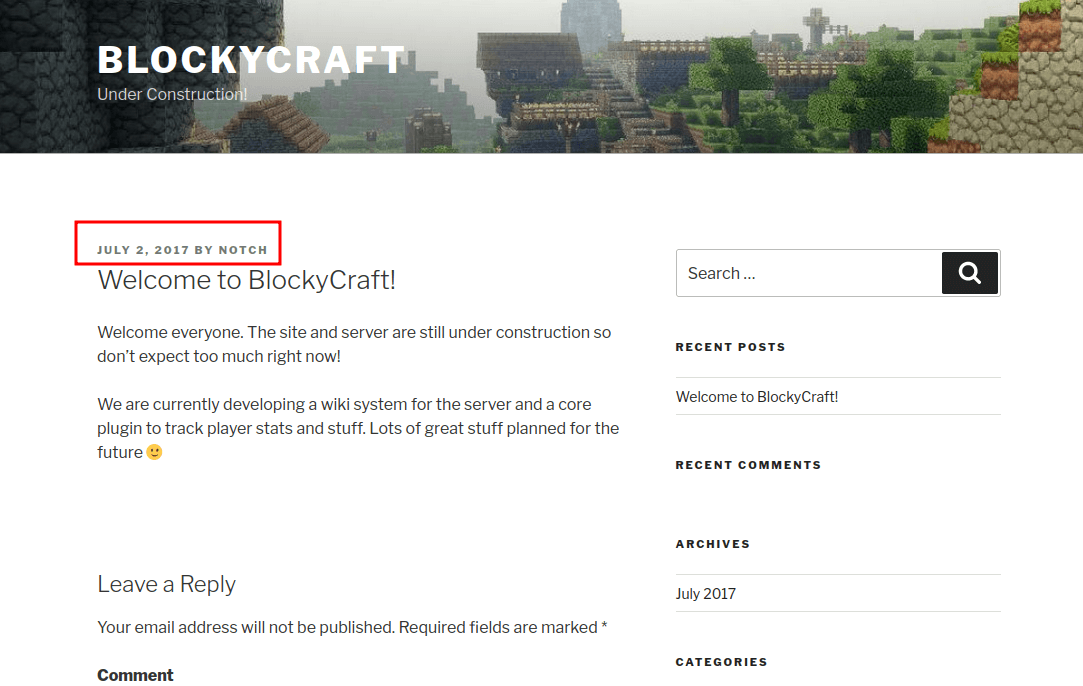 BLOCKYCRAFT
Under Construction!
JULY 2, 2017 BY NOTCH
Welcome to BlockyCraft!
Welcome everyone. The site and server are still under construction so
don’t expect too much right now!
We are currently developing a wiki system for the server and a core
plugin to track player stats and stuff. Lots of great stuff planned for the
future 🙂
Leave a Reply
Your email address will not be published. Required fields are marked *
Comment
Search …
RECENT POSTS
Welcome to BlockyCraft!
RECENT COMMENTS
ARCHIVES
July 2017
CATEGORIES